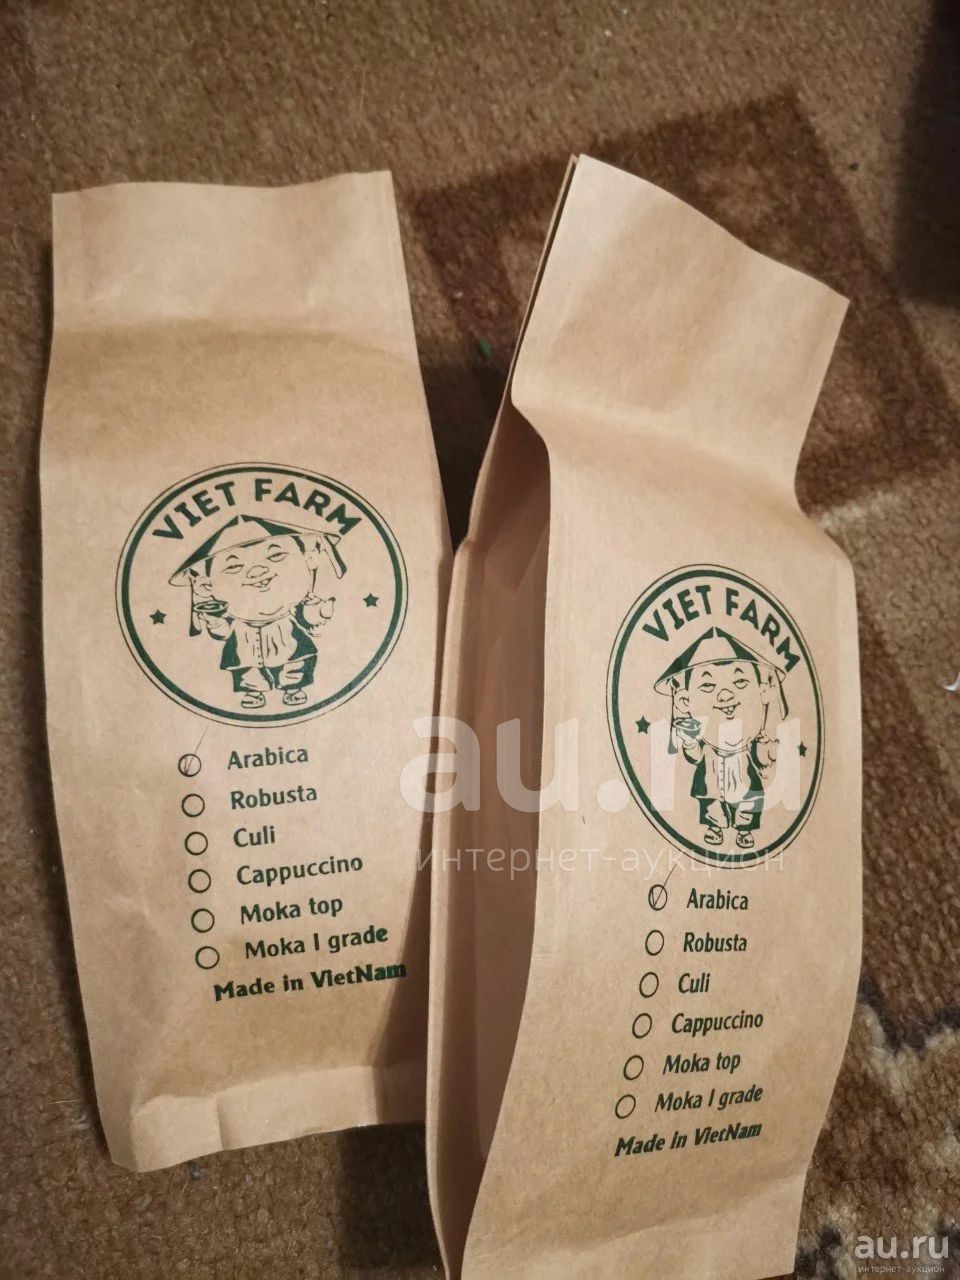 VIET FARM
Arabica
Robusta
Culi
Cappuccino
Moka top
Moka I grade
Made in VietNam
VIET FARM
Arabica
Robusta
Culi
Cappuccino
Moka top
Moka I grade
Made in VietNam
au.ru
интернет-аукцион
au.ru
интернет-аукцион